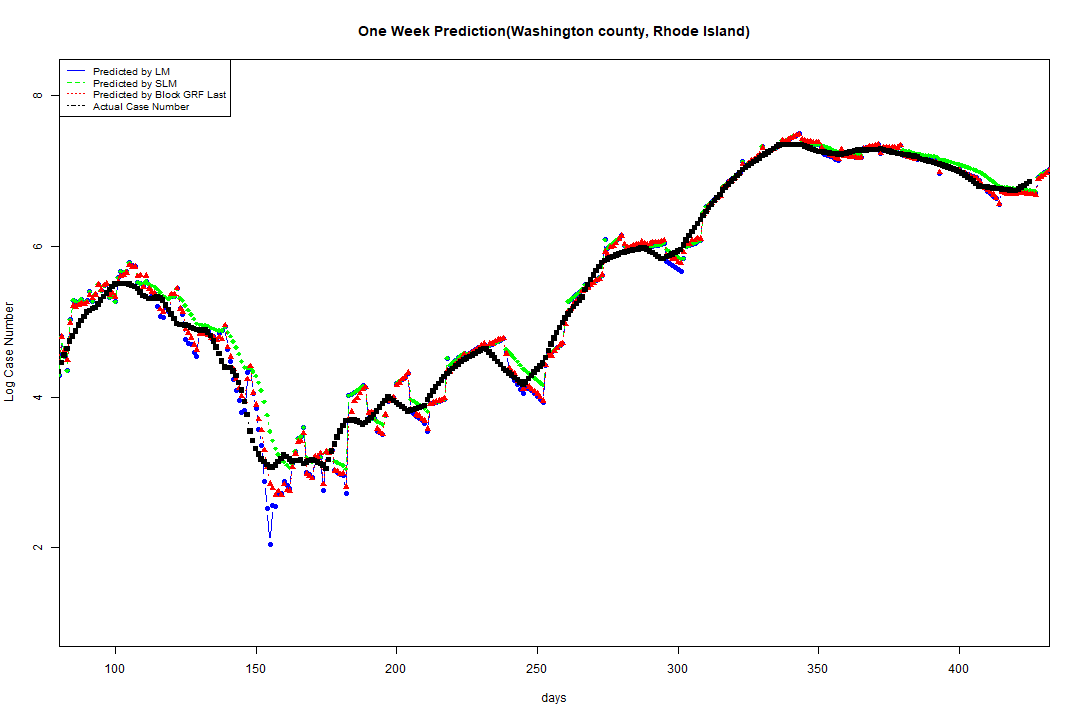 One Week Prediction(Washington county, Rhode Island)
Predicted by LM
Predicted by SLM
Predicted by Block GRF Last
Actual Case Number
8
6
4
2
Log Case Number
100 150 200 250 300 350 400
days